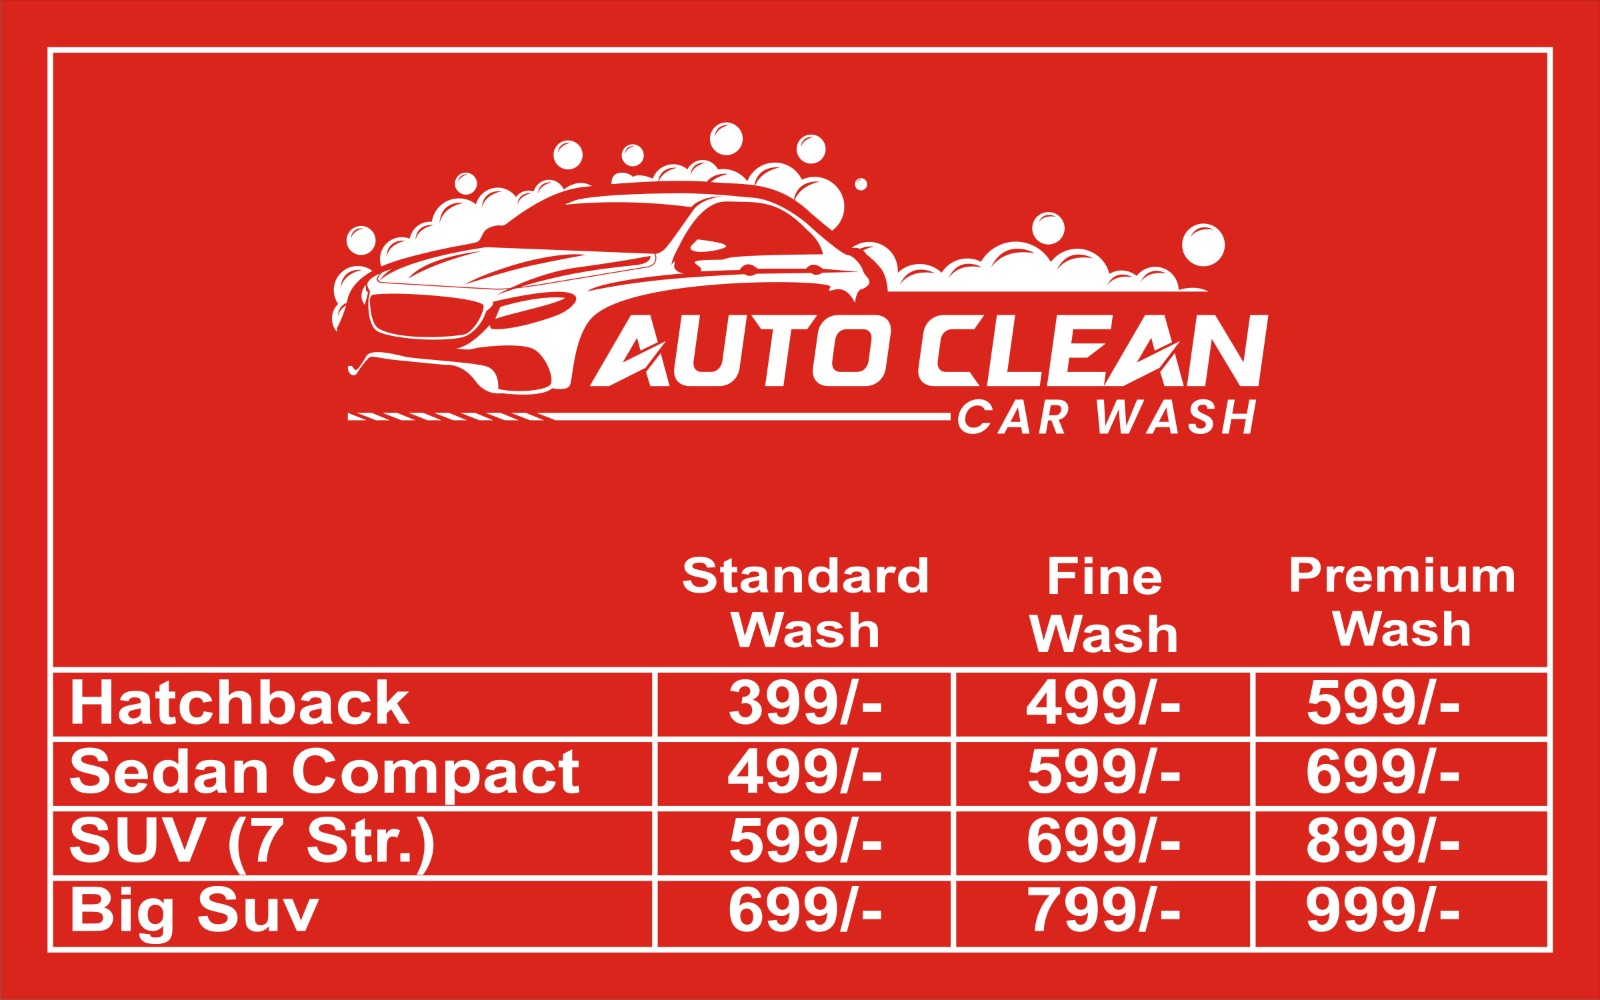 AUTO CLEAN
CAR WASH
Standard Wash Fine Wash Premium Wash
Hatchback 399/- 499/- 599/-
Sedan Compact 499/- 599/- 699/-
SUV (7 Str.) 599/- 699/- 899/-
Big Suv 699/- 799/- 999/-